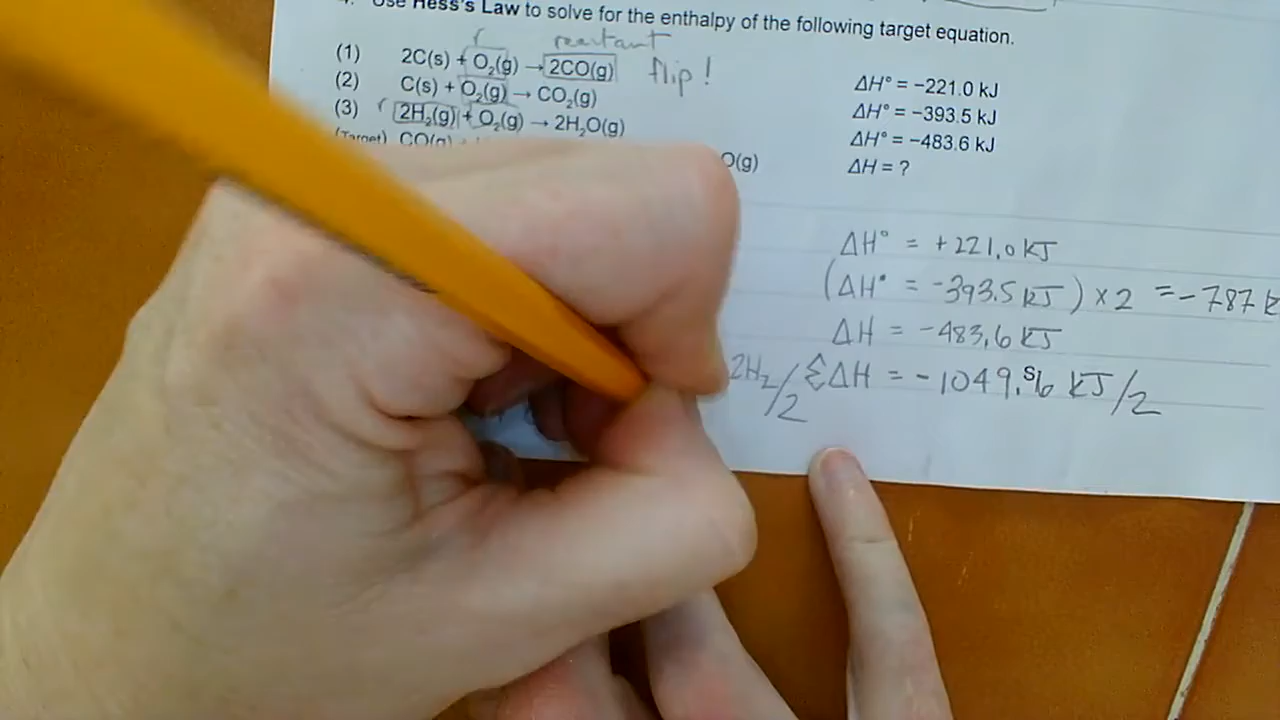 Use Hess's Law to solve for the enthalpy of the following target equation.
reactant
(1) 2C(s) + O₂(g) → 2CO(g) flip! ΔH° = −221.0 kJ
(2) C(s) + O₂(g) → CO₂(g) ΔH° = −393.5 kJ
(3) 2H₂(g) + O₂(g) → 2H₂O(g) ΔH° = −483.6 kJ
(Target) CO(g) O(g) ΔH = ?
ΔH° = +221.0 kJ
(ΔH° = -393.5 kJ) × 2 = -787 k
ΔH = -483.6 kJ
2H₂/2 ΣΔH = -1049.6 kJ/2